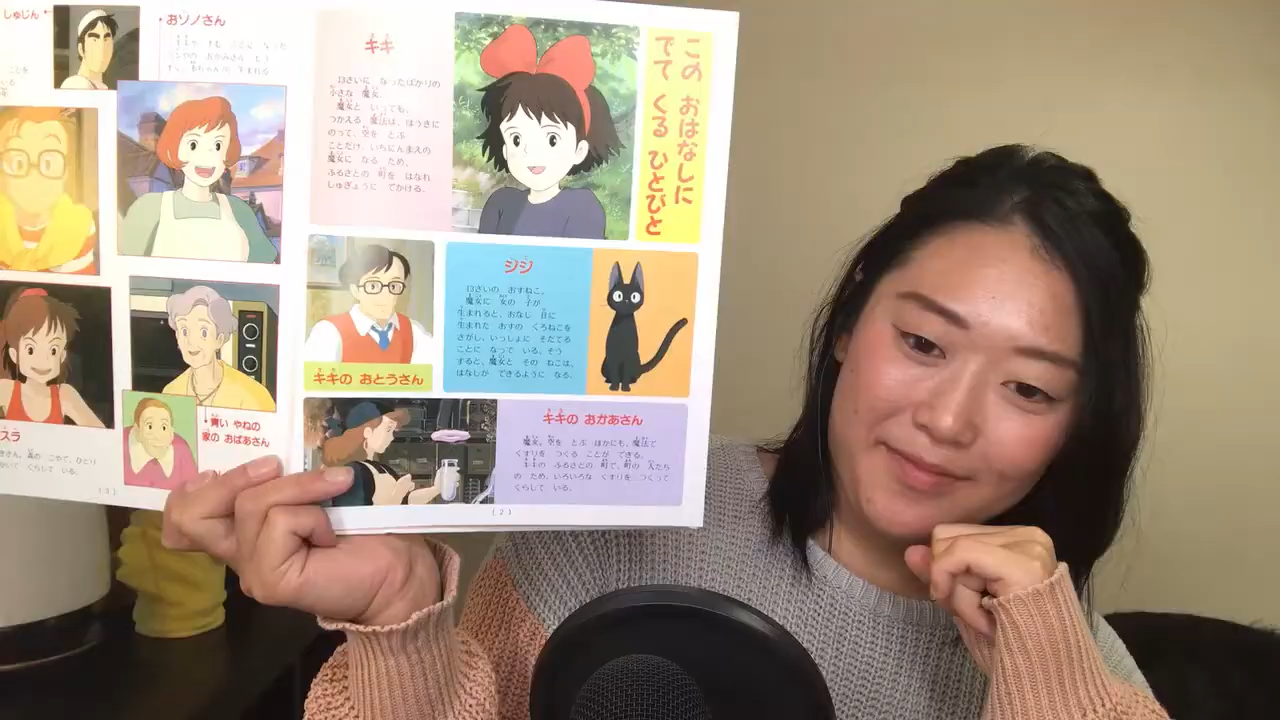 この おはなしに
でて くる ひとびと
キキ
13さいに なったばかりの
小さな 魔女。
魔女と いっても、
つかえる 魔法は、ほうきに
のって、空を とぶ
ことだけ。いちにんまえの
魔女に なる ため、
ふるさとの 町を はなれ
しゅぎょうに でかける。
ジジ
13さいの おすねこ。
魔女に 女の 子が
生まれると、おなじ 日に
生まれた おすの くろねこを
さがし、いっしょに そだてる
ことに なって いる。そう
すると、魔女と その ねこは、
はなしが できるように なる。
キキの おとうさん
キキの おかあさん
魔女。空を とぶ ほかにも、魔法で
くすりを つくる ことが できる。
キキの ふるさとの 町で、町の 人たち
の ため、いろいろな くすりを つくって
くらして いる。
(2)
おソノさん
しゅじん
青い やねの
家の おばあさん
スラ
くらして いる。
(3)